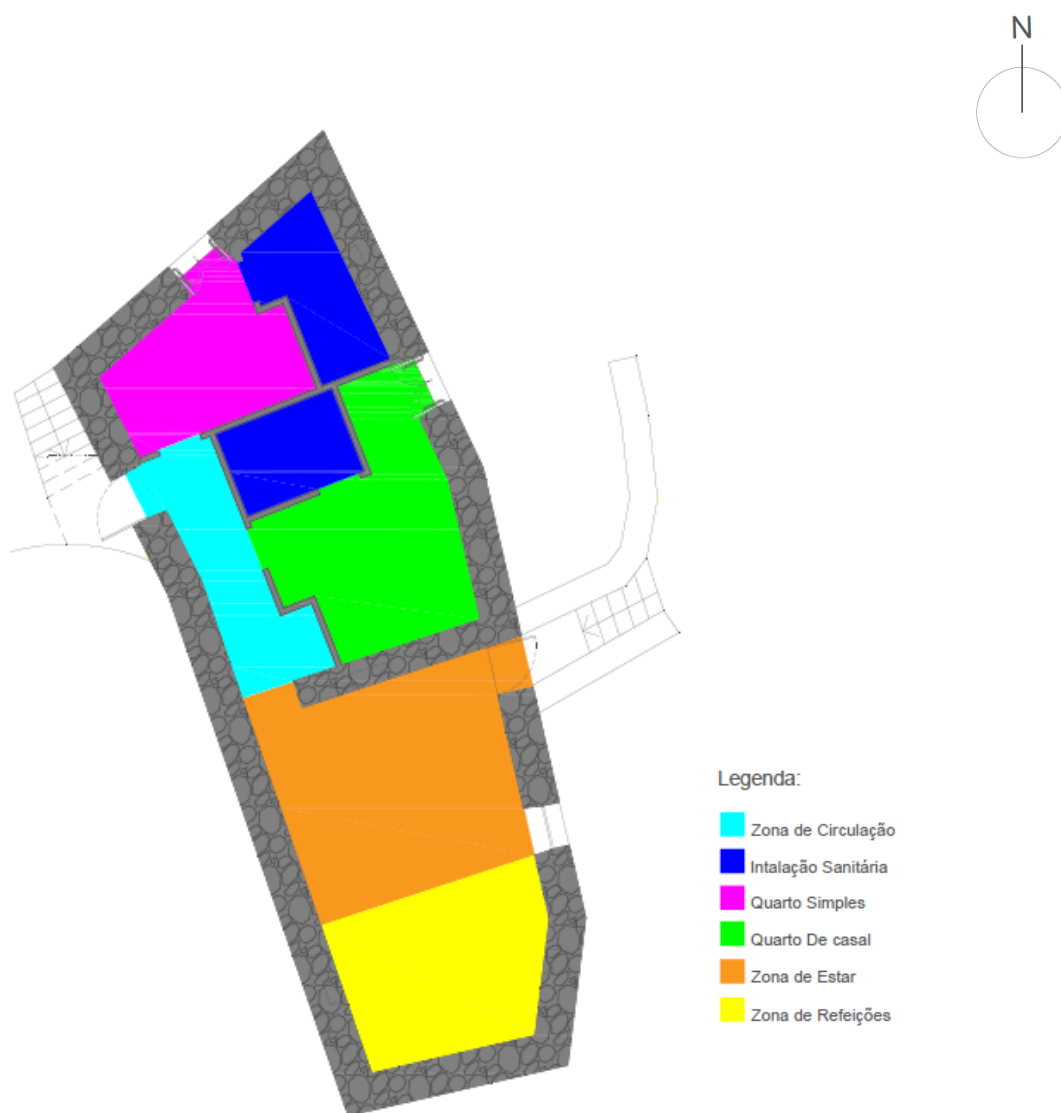 N
Legenda:
Zona de Circulação
Intalação Sanitária
Quarto Simples
Quarto De casal
Zona de Estar
Zona de Refeições